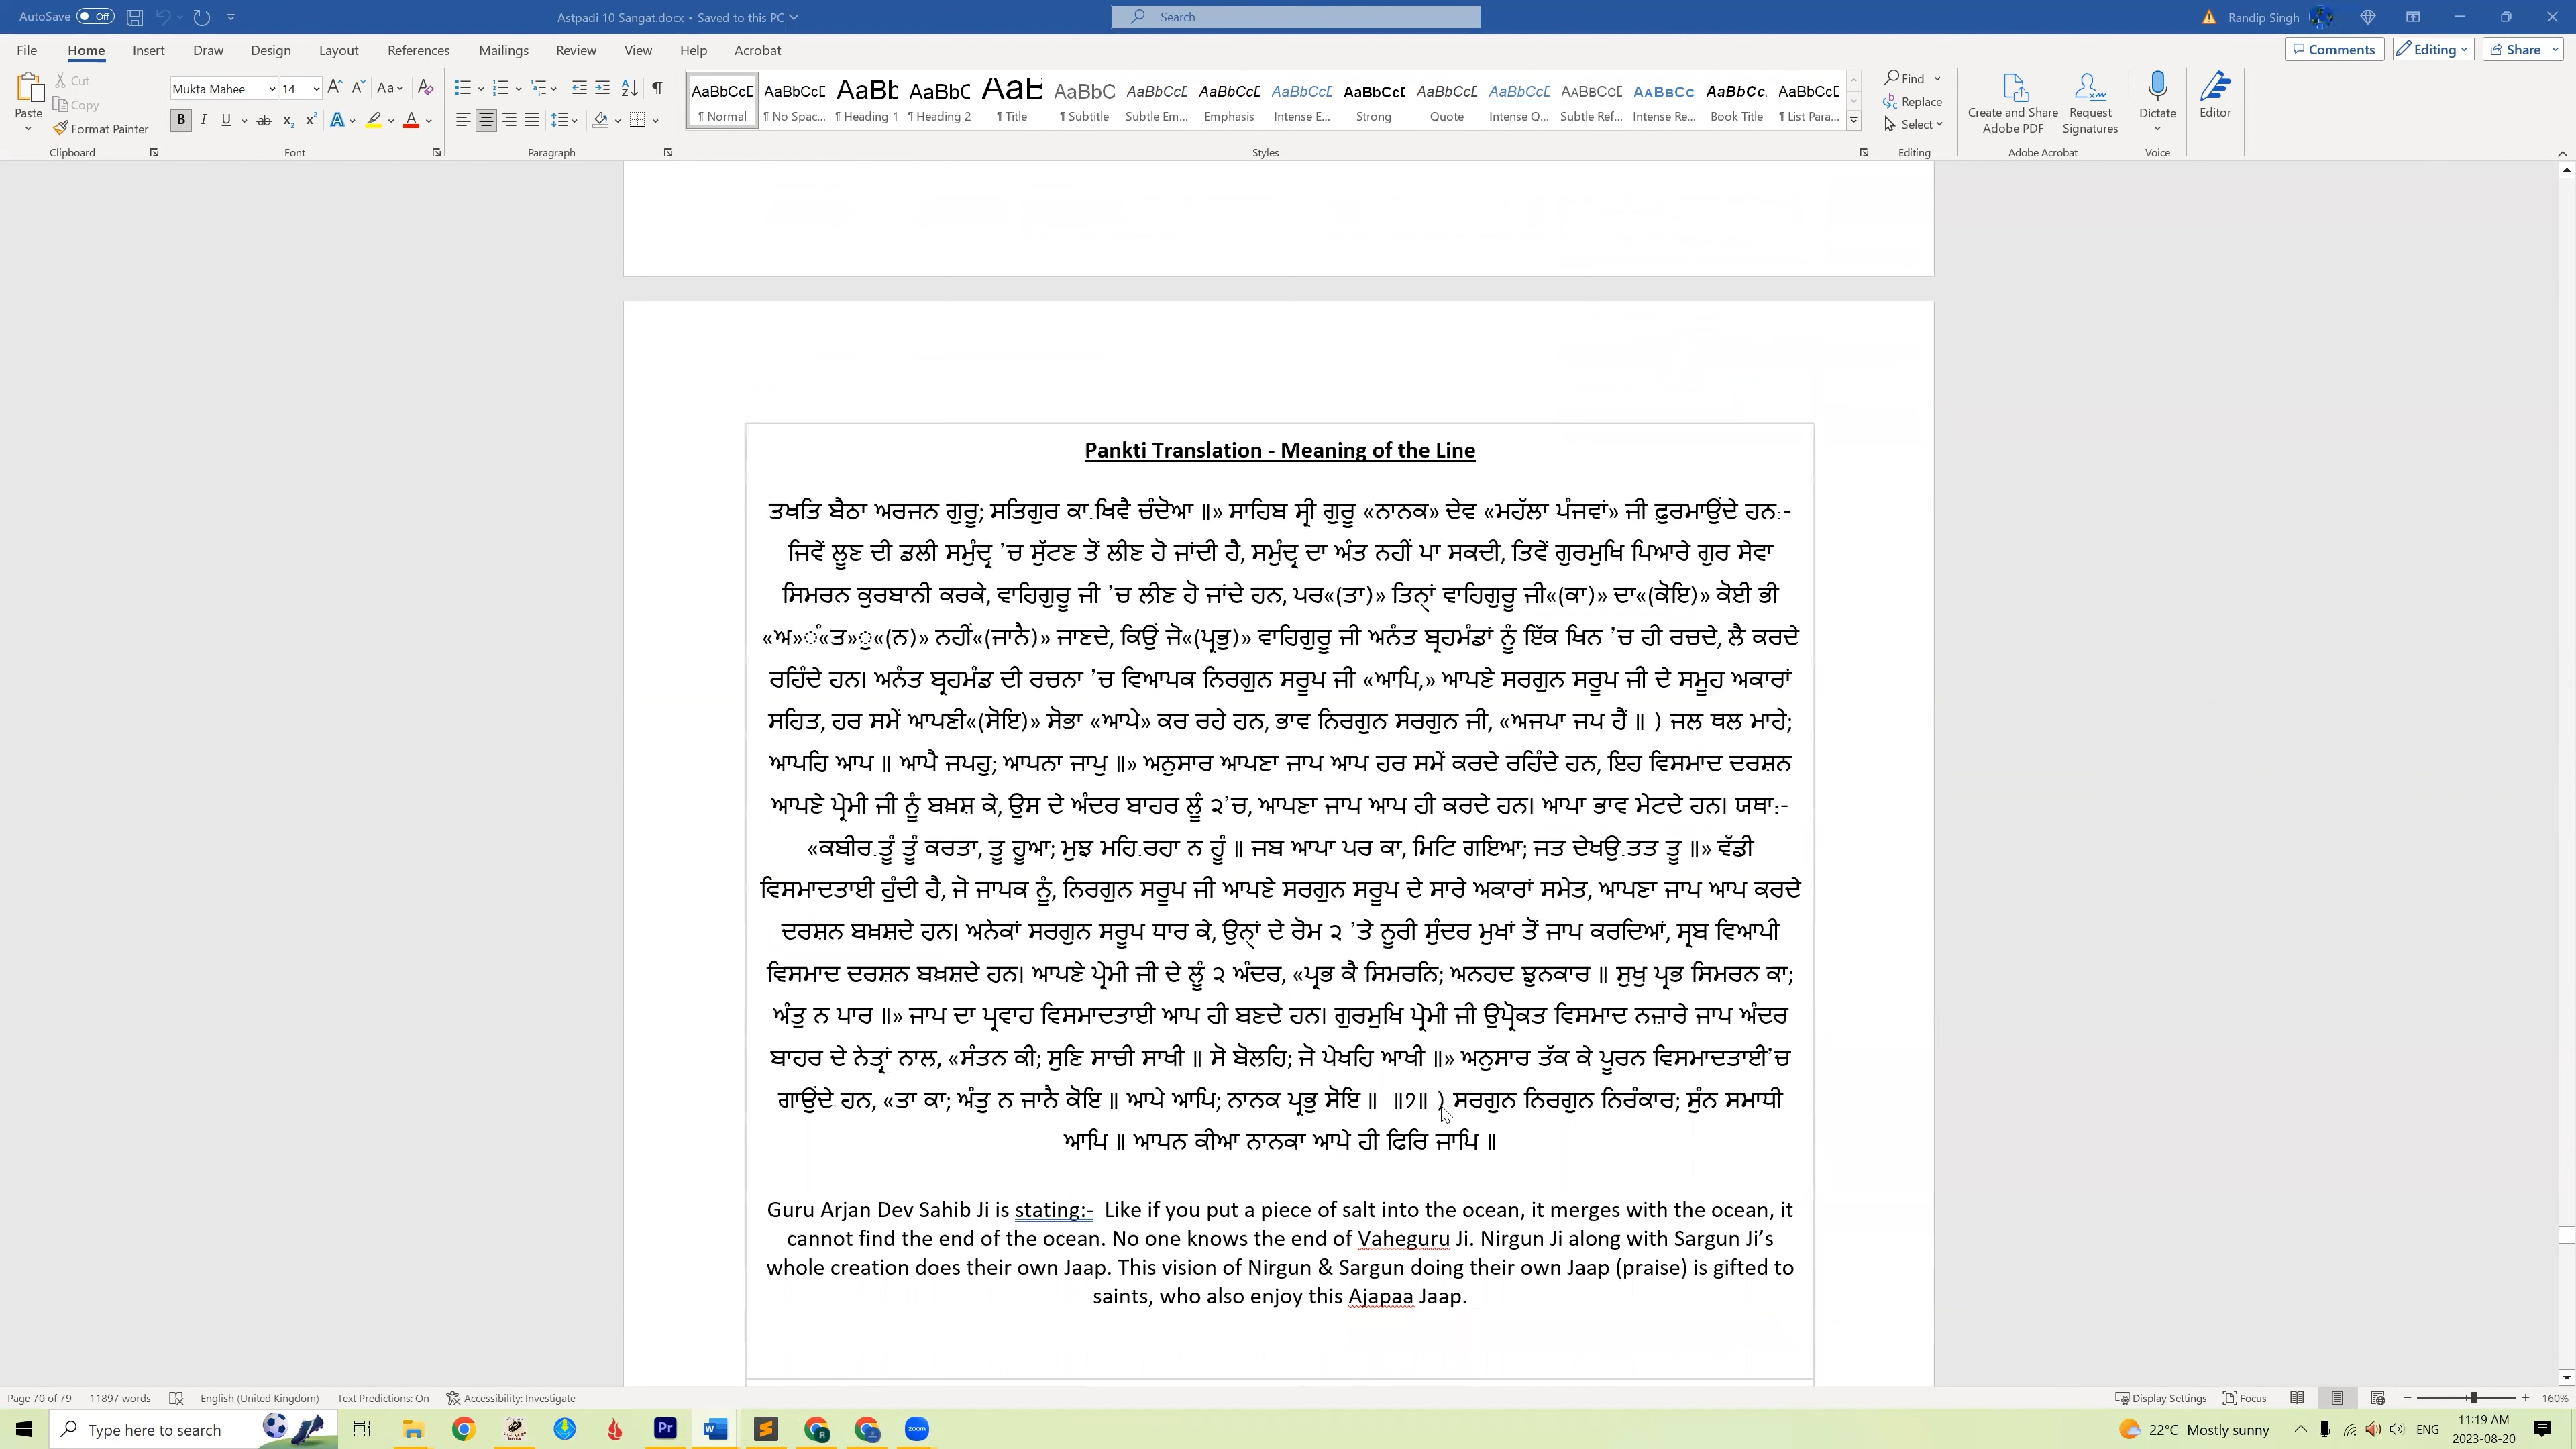 AutoSave Off
Astpadi 10 Sangat.docx • Saved to this PC
Search
Randip Singh
File Home Insert Draw Design Layout References Mailings Review View Help Acrobat
Comments Editing Share
Paste Cut Copy Format Painter
Mukta Mahee 14
AaBbCcD AaBbCcD AaBb AaBbC AaB AaBbC AaBbCcD AaBbCcD AaBbCcD AaBbCcD AaBbCcD AaBbCcD AaBbCcD AaBbCc AaBbCc AaBbCcD
¶ Normal ¶ No Spac... ¶ Heading 1 ¶ Heading 2 ¶ Title ¶ Subtitle Subtle Em... Emphasis Intense E... Strong Quote Intense Q... Subtle Ref... Intense Re... Book Title ¶ List Para...
Find Replace Select
Create and Share Adobe PDF Request Signatures Dictate Editor
Clipboard Font Paragraph Styles Editing Adobe Acrobat Voice
Pankti Translation - Meaning of the Line
ਤਖਤਿ ਬੈਠਾ ਅਰਜਨ ਗੁਰੂ; ਸਤਿਗੁਰ ਕਾ.ਖਿਵੈ ਚੰਦੋਆ ॥» ਸਾਹਿਬ ਸ੍ਰੀ ਗੁਰੂ «ਨਾਨਕ» ਦੇਵ «ਮਹੱਲਾ ਪੰਜਵਾਂ» ਜੀ ਫ਼ੁਰਮਾਉਂਦੇ ਹਨ:-
ਜਿਵੇਂ ਲੂਣ ਦੀ ਡਲੀ ਸਮੁੰਦ੍ਰ ’ਚ ਸੁੱਟਣ ਤੋਂ ਲੀਣ ਹੋ ਜਾਂਦੀ ਹੈ, ਸਮੁੰਦ੍ਰ ਦਾ ਅੰਤ ਨਹੀਂ ਪਾ ਸਕਦੀ, ਤਿਵੇਂ ਗੁਰਮੁਖਿ ਪਿਆਰੇ ਗੁਰ ਸੇਵਾ
ਸਿਮਰਨ ਕੁਰਬਾਨੀ ਕਰਕੇ, ਵਾਹਿਗੁਰੂ ਜੀ ’ਚ ਲੀਣ ਹੋ ਜਾਂਦੇ ਹਨ, ਪਰ«(ਤਾ)» ਤਿਨ੍ਹਾਂ ਵਾਹਿਗੁਰੂ ਜੀ«(ਕਾ)» ਦਾ«(ਕੋਇ)» ਕੋਈ ਭੀ
«ਅ»ੰ«ਤ»ੁ«(ਨ)» ਨਹੀਂ«(ਜਾਨੈ)» ਜਾਣਦੇ, ਕਿਉਂ ਜੋ«(ਪ੍ਰਭੁ)» ਵਾਹਿਗੁਰੂ ਜੀ ਅਨੰਤ ਬ੍ਰਹਮੰਡਾਂ ਨੂੰ ਇੱਕ ਖਿਨ ’ਚ ਹੀ ਰਚਦੇ, ਲੈ ਕਰਦੇ
ਰਹਿੰਦੇ ਹਨ। ਅਨੰਤ ਬ੍ਰਹਮੰਡ ਦੀ ਰਚਨਾ ’ਚ ਵਿਆਪਕ ਨਿਰਗੁਨ ਸਰੂਪ ਜੀ «ਆਪਿ,» ਆਪਣੇ ਸਰਗੁਨ ਸਰੂਪ ਜੀ ਦੇ ਸਮੂਹ ਅਕਾਰਾਂ
ਸਹਿਤ, ਹਰ ਸਮੇਂ ਆਪਣੀ«(ਸੋਇ)» ਸੋਭਾ «ਆਪੇ» ਕਰ ਰਹੇ ਹਨ, ਭਾਵ ਨਿਰਗੁਨ ਸਰਗੁਨ ਜੀ, «ਅਜਪਾ ਜਪ ਹੈਂ ॥ ) ਜਲ ਥਲ ਮਾਹੇ;
ਆਪਹਿ ਆਪ ॥ ਆਪੈ ਜਪਹੁ; ਆਪਨਾ ਜਾਪੁ ॥» ਅਨੁਸਾਰ ਆਪਣਾ ਜਾਪ ਆਪ ਹਰ ਸਮੇਂ ਕਰਦੇ ਰਹਿੰਦੇ ਹਨ, ਇਹ ਵਿਸਮਾਦ ਦਰਸ਼ਨ
ਆਪਣੇ ਪ੍ਰੇਮੀ ਜੀ ਨੂੰ ਬਖ਼ਸ਼ ਕੇ, ਉਸ ਦੇ ਅੰਦਰ ਬਾਹਰ ਲੂੰ ੨’ਚ, ਆਪਣਾ ਜਾਪ ਆਪ ਹੀ ਕਰਦੇ ਹਨ। ਆਪਾ ਭਾਵ ਮੇਟਦੇ ਹਨ। ਯਥਾ:-
«ਕਬੀਰ.ਤੂੰ ਤੂੰ ਕਰਤਾ, ਤੂ ਹੂਆ; ਮੁਝ ਮਹਿ.ਰਹਾ ਨ ਹੂੰ ॥ ਜਬ ਆਪਾ ਪਰ ਕਾ, ਮਿਟਿ ਗਇਆ; ਜਤ ਦੇਖਉ.ਤਤ ਤੂ ॥» ਵੱਡੀ
ਵਿਸਮਾਦਤਾਈ ਹੁੰਦੀ ਹੈ, ਜੋ ਜਾਪਕ ਨੂੰ, ਨਿਰਗੁਨ ਸਰੂਪ ਜੀ ਆਪਣੇ ਸਰਗੁਨ ਸਰੂਪ ਦੇ ਸਾਰੇ ਅਕਾਰਾਂ ਸਮੇਤ, ਆਪਣਾ ਜਾਪ ਆਪ ਕਰਦੇ
ਦਰਸ਼ਨ ਬਖ਼ਸ਼ਦੇ ਹਨ। ਅਨੇਕਾਂ ਸਰਗੁਨ ਸਰੂਪ ਧਾਰ ਕੇ, ਉਨ੍ਹਾਂ ਦੇ ਰੋਮ ੨ ’ਤੇ ਨੂਰੀ ਸੁੰਦਰ ਮੁਖਾਂ ਤੋਂ ਜਾਪ ਕਰਦਿਆਂ, ਸ੍ਰਬ ਵਿਆਪੀ
ਵਿਸਮਾਦ ਦਰਸ਼ਨ ਬਖ਼ਸ਼ਦੇ ਹਨ। ਆਪਣੇ ਪ੍ਰੇਮੀ ਜੀ ਦੇ ਲੂੰ ੨ ਅੰਦਰ, «ਪ੍ਰਭ ਕੈ ਸਿਮਰਨਿ; ਅਨਹਦ ਝੁਨਕਾਰ ॥ ਸੁਖੁ ਪ੍ਰਭ ਸਿਮਰਨ ਕਾ;
ਅੰਤੁ ਨ ਪਾਰ ॥» ਜਾਪ ਦਾ ਪ੍ਰਵਾਹ ਵਿਸਮਾਦਤਾਈ ਆਪ ਹੀ ਬਣਦੇ ਹਨ। ਗੁਰਮੁਖਿ ਪ੍ਰੇਮੀ ਜੀ ਉਪ੍ਰੋਕਤ ਵਿਸਮਾਦ ਨਜ਼ਾਰੇ ਜਾਪ ਅੰਦਰ
ਬਾਹਰ ਦੇ ਨੇਤ੍ਰਾਂ ਨਾਲ, «ਸੰਤਨ ਕੀ; ਸੁਣਿ ਸਾਚੀ ਸਾਖੀ ॥ ਸੋ ਬੋਲਹਿ; ਜੋ ਪੇਖਹਿ ਆਖੀ ॥» ਅਨੁਸਾਰ ਤੱਕ ਕੇ ਪੂਰਨ ਵਿਸਮਾਦਤਾਈ’ਚ
ਗਾਉਂਦੇ ਹਨ, «ਤਾ ਕਾ; ਅੰਤੁ ਨ ਜਾਨੈ ਕੋਇ ॥ ਆਪੇ ਆਪਿ; ਨਾਨਕ ਪ੍ਰਭੁ ਸੋਇ ॥ ॥੭॥ ) ਸਰਗੁਨ ਨਿਰਗੁਨ ਨਿਰੰਕਾਰ; ਸੁੰਨ ਸਮਾਧੀ
ਆਪਿ ॥ ਆਪਨ ਕੀਆ ਨਾਨਕਾ ਆਪੇ ਹੀ ਫਿਰਿ ਜਾਪਿ ॥
Guru Arjan Dev Sahib Ji is stating:- Like if you put a piece of salt into the ocean, it merges with the ocean, it
cannot find the end of the ocean. No one knows the end of Vaheguru Ji. Nirgun Ji along with Sargun Ji’s
whole creation does their own Jaap. This vision of Nirgun & Sargun doing their own Jaap (praise) is gifted to
saints, who also enjoy this Ajapaa Jaap.
Page 70 of 79 11897 words English (United Kingdom) Text Predictions: On Accessibility: Investigate Display Settings Focus 160%
Type here to search 22°C Mostly sunny ENG 11:19 AM
2023-08-20